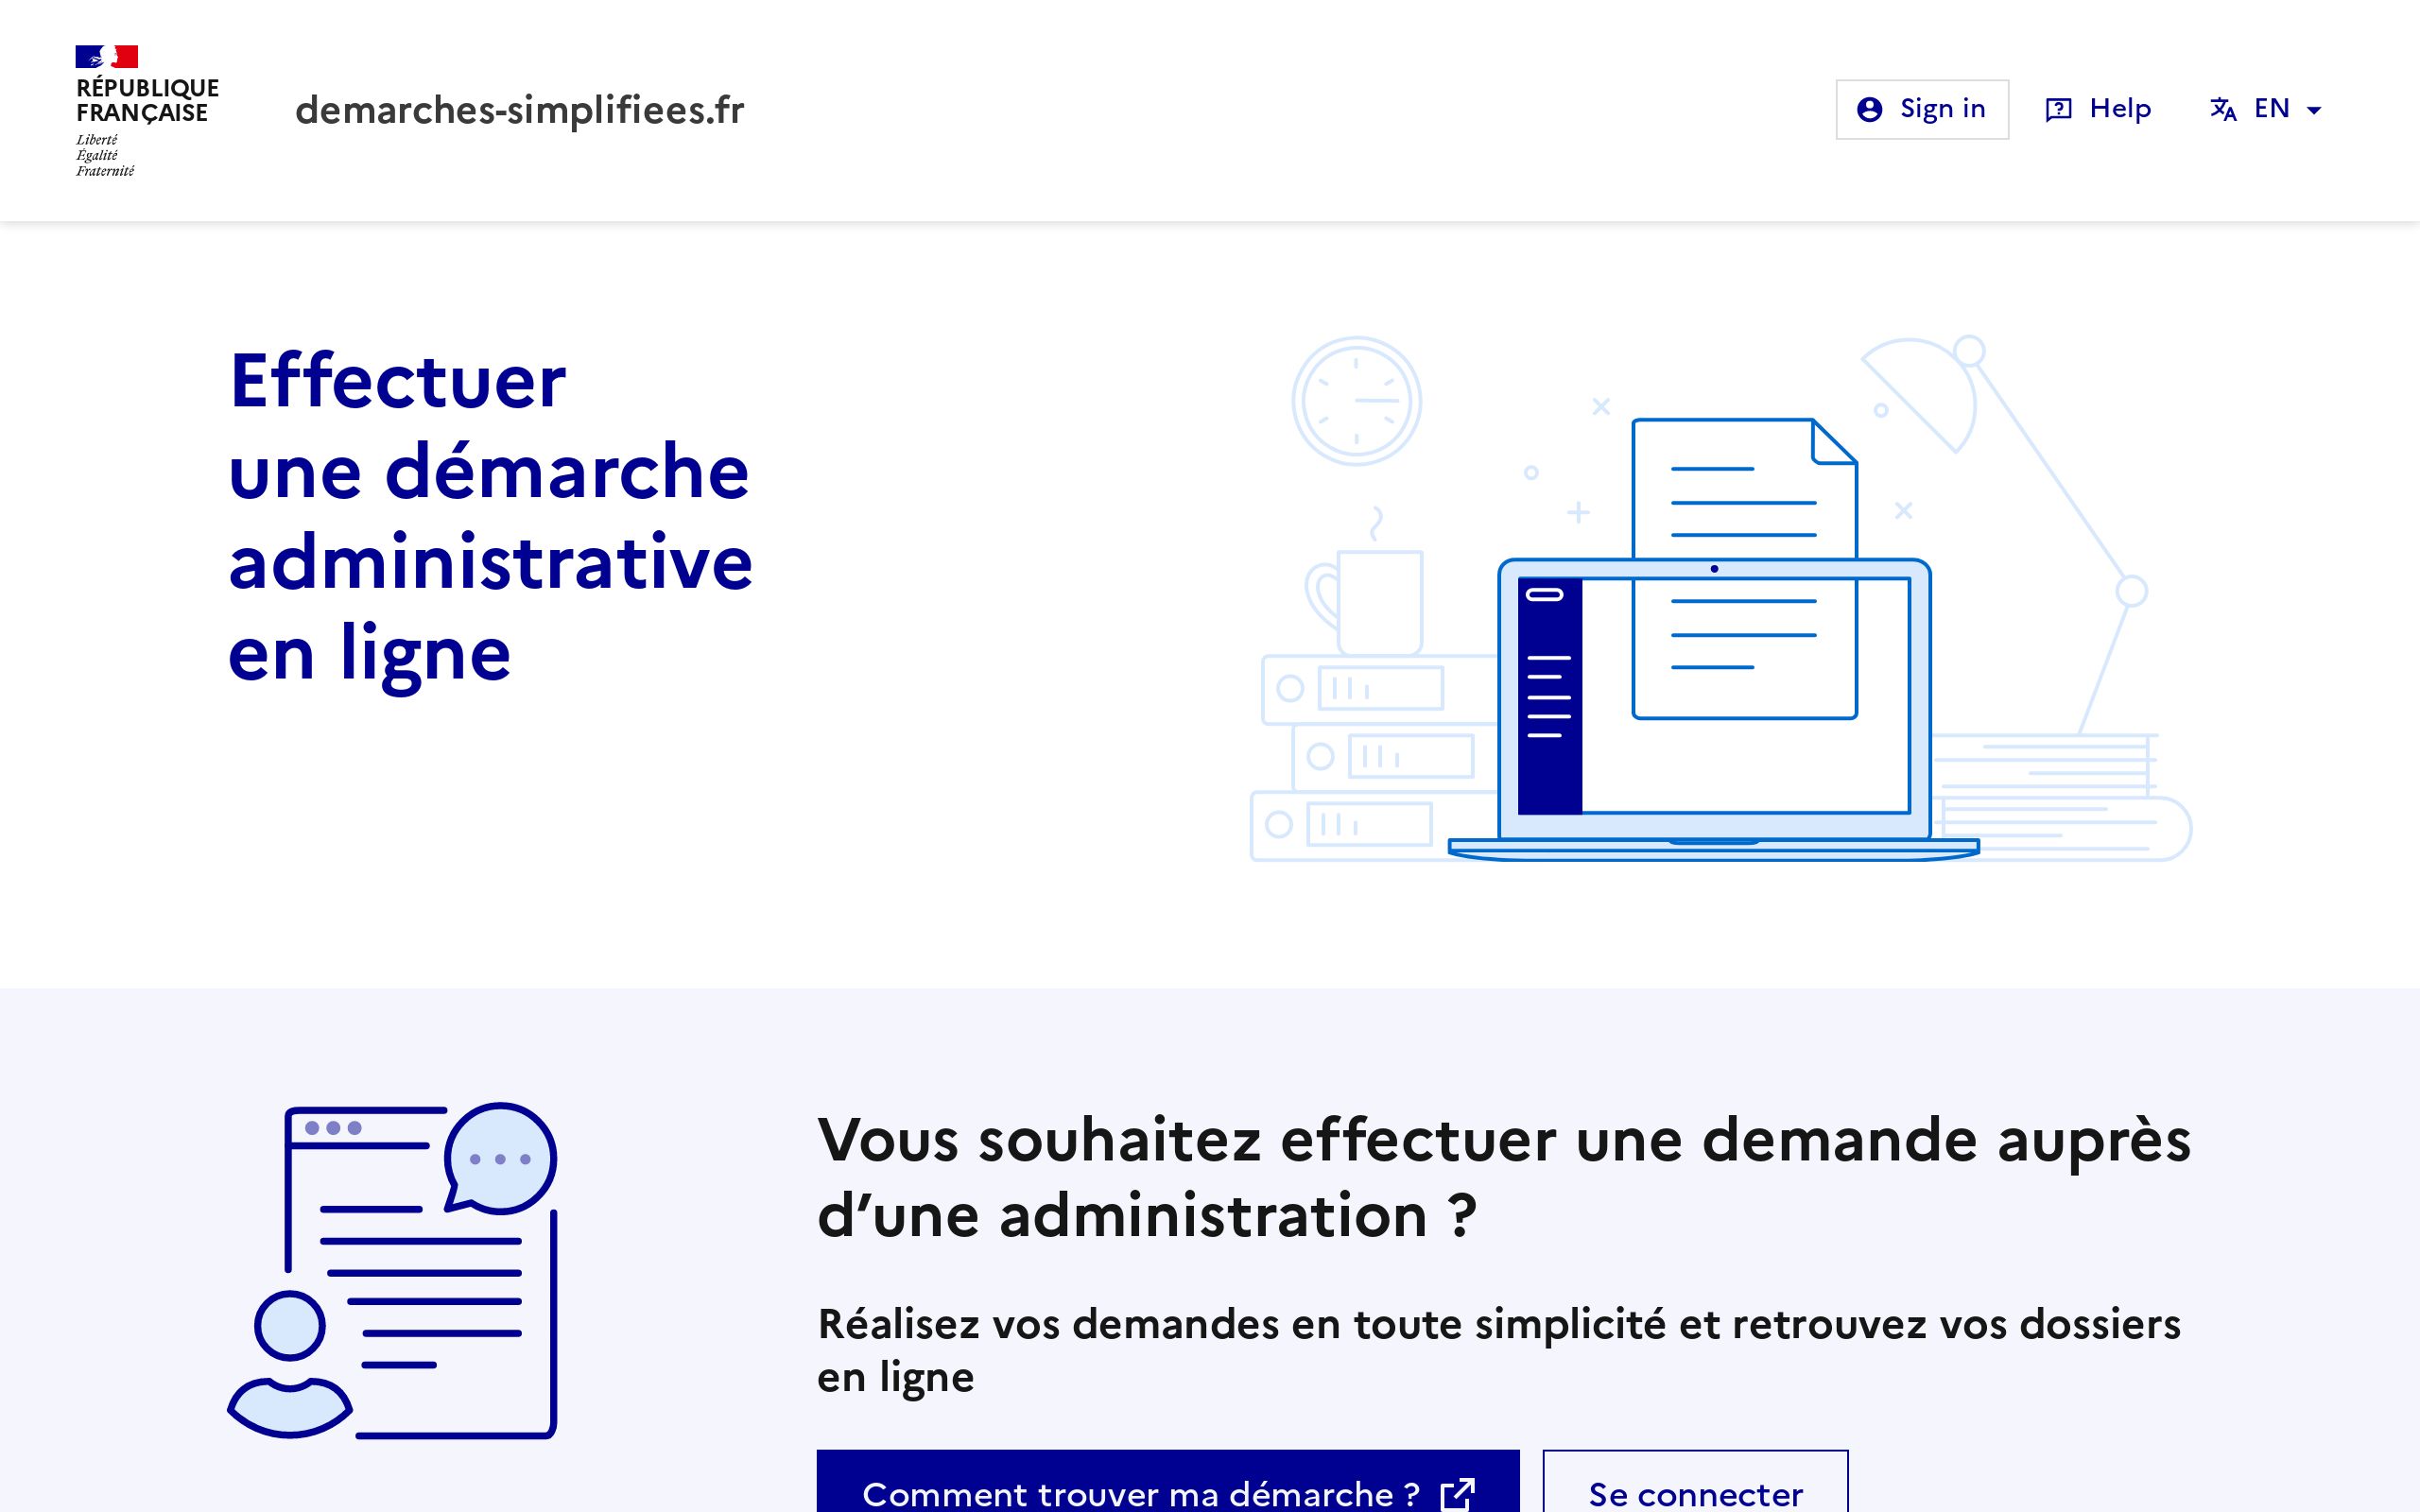 RÉPUBLIQUE
FRANÇAISE
Liberté
Égalité
Fraternité
demarches-simplifiees.fr
Sign in
Help
EN
Effectuer
une démarche
administrative
en ligne
Vous souhaitez effectuer une demande auprès
d’une administration ?
Réalisez vos demandes en toute simplicité et retrouvez vos dossiers
en ligne
Comment trouver ma démarche ?
Se connecter